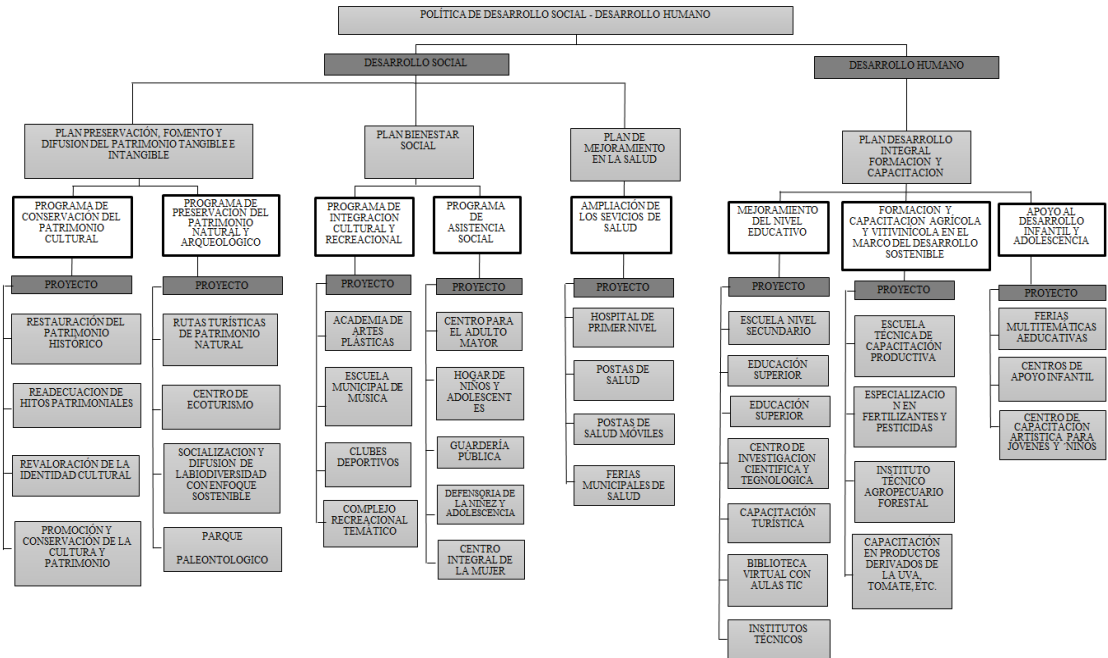 POLÍTICA DE DESARROLLO SOCIAL - DESARROLLO HUMANO
DESARROLLO SOCIAL
DESARROLLO HUMANO
PLAN PRESERVACIÓN, FOMENTO Y
DIFUSION DEL PATRIMONIO TANGIBLE E
INTANGIBLE
PLAN BIENESTAR
SOCIAL
PLAN DE
MEJORAMIENTO
EN LA SALUD
PLAN DESARROLLO
INTEGRAL
FORMACION Y
CAPACITACION
PROGRAMA DE
CONSERVACIÓN DEL
PATRIMONIO
CULTURAL
PROGRAMA DE
PRESERVACIÓN DEL
PATRIMONIO
NATURAL Y
ARQUEOLÓGICO
PROGRAMA DE
INTEGRACION
CULTURAL Y
RECREACIONAL
PROGRAMA
DE
ASISTENCIA
SOCIAL
AMPLIACIÓN DE
LOS SEVICIOS DE
SALUD
MEJORAMIENTO
DEL NIVEL
EDUCATIVO
FORMACION Y
CAPACITACION AGRÍCOLA
Y VITIVINÍCOLA EN EL
MARCO DEL DESARROLLO
SOSTENIBLE
APOYO AL
DESARROLLO
INFANTIL Y
ADOLESCENCIA
PROYECTO
RESTAURACIÓN DEL
PATRIMONIO
HISTÓRICO
READECUACION DE
HITOS PATRIMONIALES
REVALORACIÓN DE LA
IDENTIDAD CULTURAL
PROMOCIÓN Y
CONSERVACIÓN DE LA
CULTURA Y
PATRIMONIO
PROYECTO
RUTAS TURÍSTICAS
DE PATRIMONIO
NATURAL
CENTRO DE
ECOTURISMO
SOCIALIZACION Y
DIFUSION DE
LABIODIVERSIDAD
CON ENFOQUE
SOSTENIBLE
PARQUE
PALEONTOLOGICO
PROYECTO
ACADEMIA DE
ARTES
PLÁSTICAS
ESCUELA
MUNICIPAL DE
MÚSICA
CLUBES
DEPORTIVOS
COMPLEJO
RECREACIONAL
TEMÁTICO
PROYECTO
CENTRO PARA
EL ADULTO
MAYOR
HOGAR DE
NIÑOS Y
ADOLESCENT
ES
GUARDERÍA
PÚBLICA
DEFENSORIA DE
LA NIÑEZ Y
ADOLESCENCIA
CENTRO
INTEGRAL DE
LA MUJER
PROYECTO
HOSPITAL DE
PRIMER NIVEL
POSTAS DE
SALUD
POSTAS DE
SALUD MÓVILES
FERIAS
MUNICIPALES DE
SALUD
PROYECTO
ESCUELA NIVEL
SECUNDARIO
EDUCACIÓN
SUPERIOR
EDUCACIÓN
SUPERIOR
CENTRO DE
INVESTIGACION
CIENTIFICA Y
TEGNOLOGICA
CAPACITACIÓN
TURÍSTICA
BIBLIOTECA
VIRTUAL CON
AULAS TIC
INSTITUTOS
TÉCNICOS
PROYECTO
ESCUELA
TÉCNICA DE
CAPACITACIÓN
PRODUCTIVA
ESPECIALIZACIO
N EN
FERTILIZANTES Y
PESTICIDAS
INSTITUTO
TÉCNICO
AGROPECUARIO
FORESTAL
CAPACITACIÓN
EN PRODUCTOS
DERIVADOS DE
LA UVA,
TOMATE, ETC.
PROYECTO
FERIAS
MULTITEMÁTICAS
AEDUCATIVAS
CENTROS DE
APOYO INFANTIL
CENTRO DE
CAPACITACIÓN
ARTISTICA PARA
JÓVENES Y NIÑOS